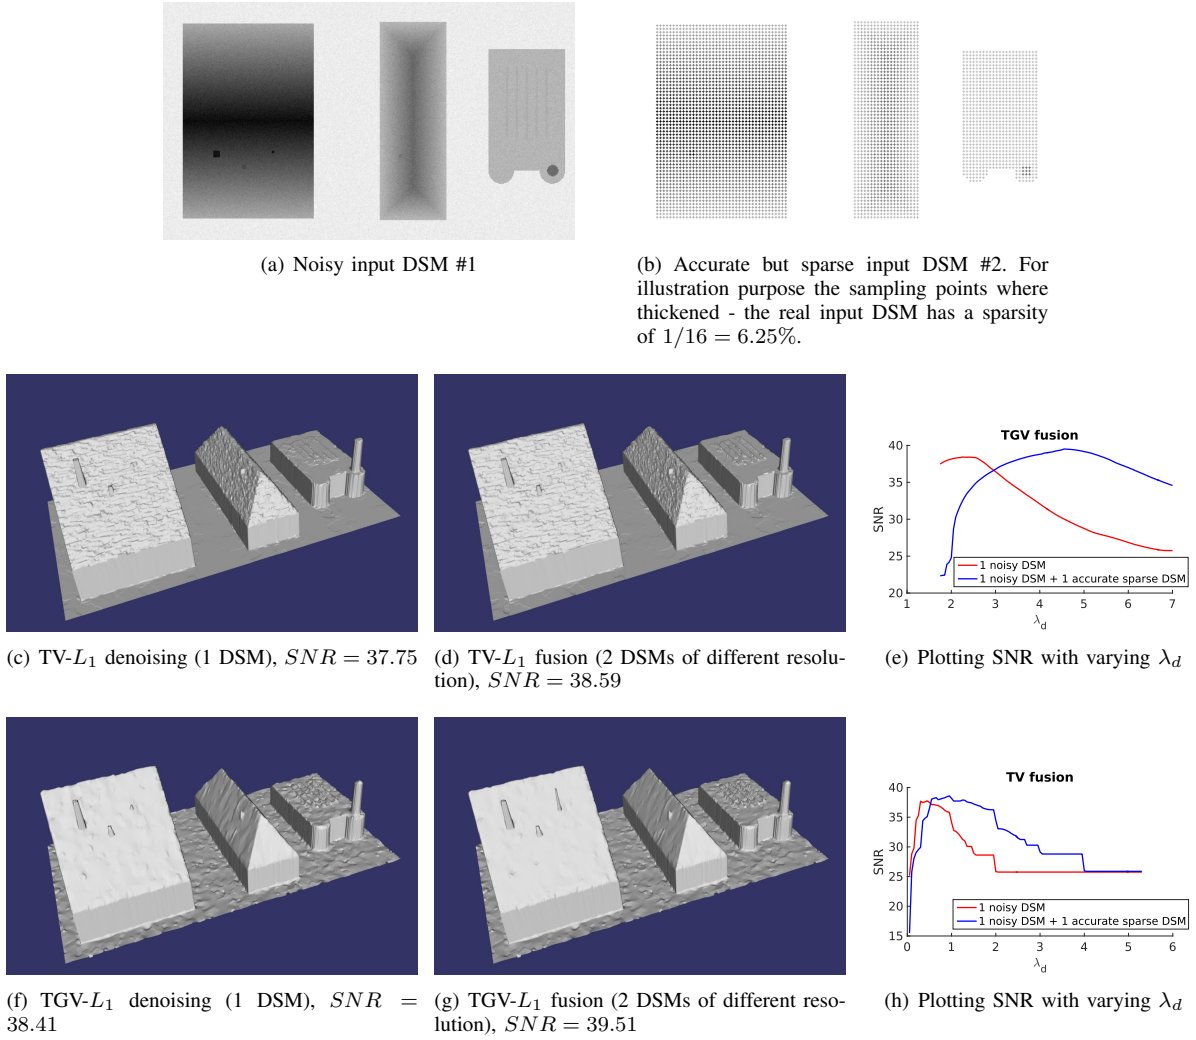 (a) Noisy input DSM #1
(b) Accurate but sparse input DSM #2. For
illustration purpose the sampling points where
thickened - the real input DSM has a sparsity
of 1/16 = 6.25%.
(c) TV-L1 denoising (1 DSM), SNR = 37.75
(d) TV-L1 fusion (2 DSMs of different resolu-
tion), SNR = 38.59
TGV fusion
SNR
40
35
30
25
20
1 2 3 4 5 6 7
λd
1 noisy DSM
1 noisy DSM + 1 accurate sparse DSM
(e) Plotting SNR with varying λd
(f) TGV-L1 denoising (1 DSM), SNR =
38.41
(g) TGV-L1 fusion (2 DSMs of different reso-
lution), SNR = 39.51
TV fusion
SNR
40
35
30
25
20
15
0 1 2 3 4 5 6
λd
1 noisy DSM
1 noisy DSM + 1 accurate sparse DSM
(h) Plotting SNR with varying λd